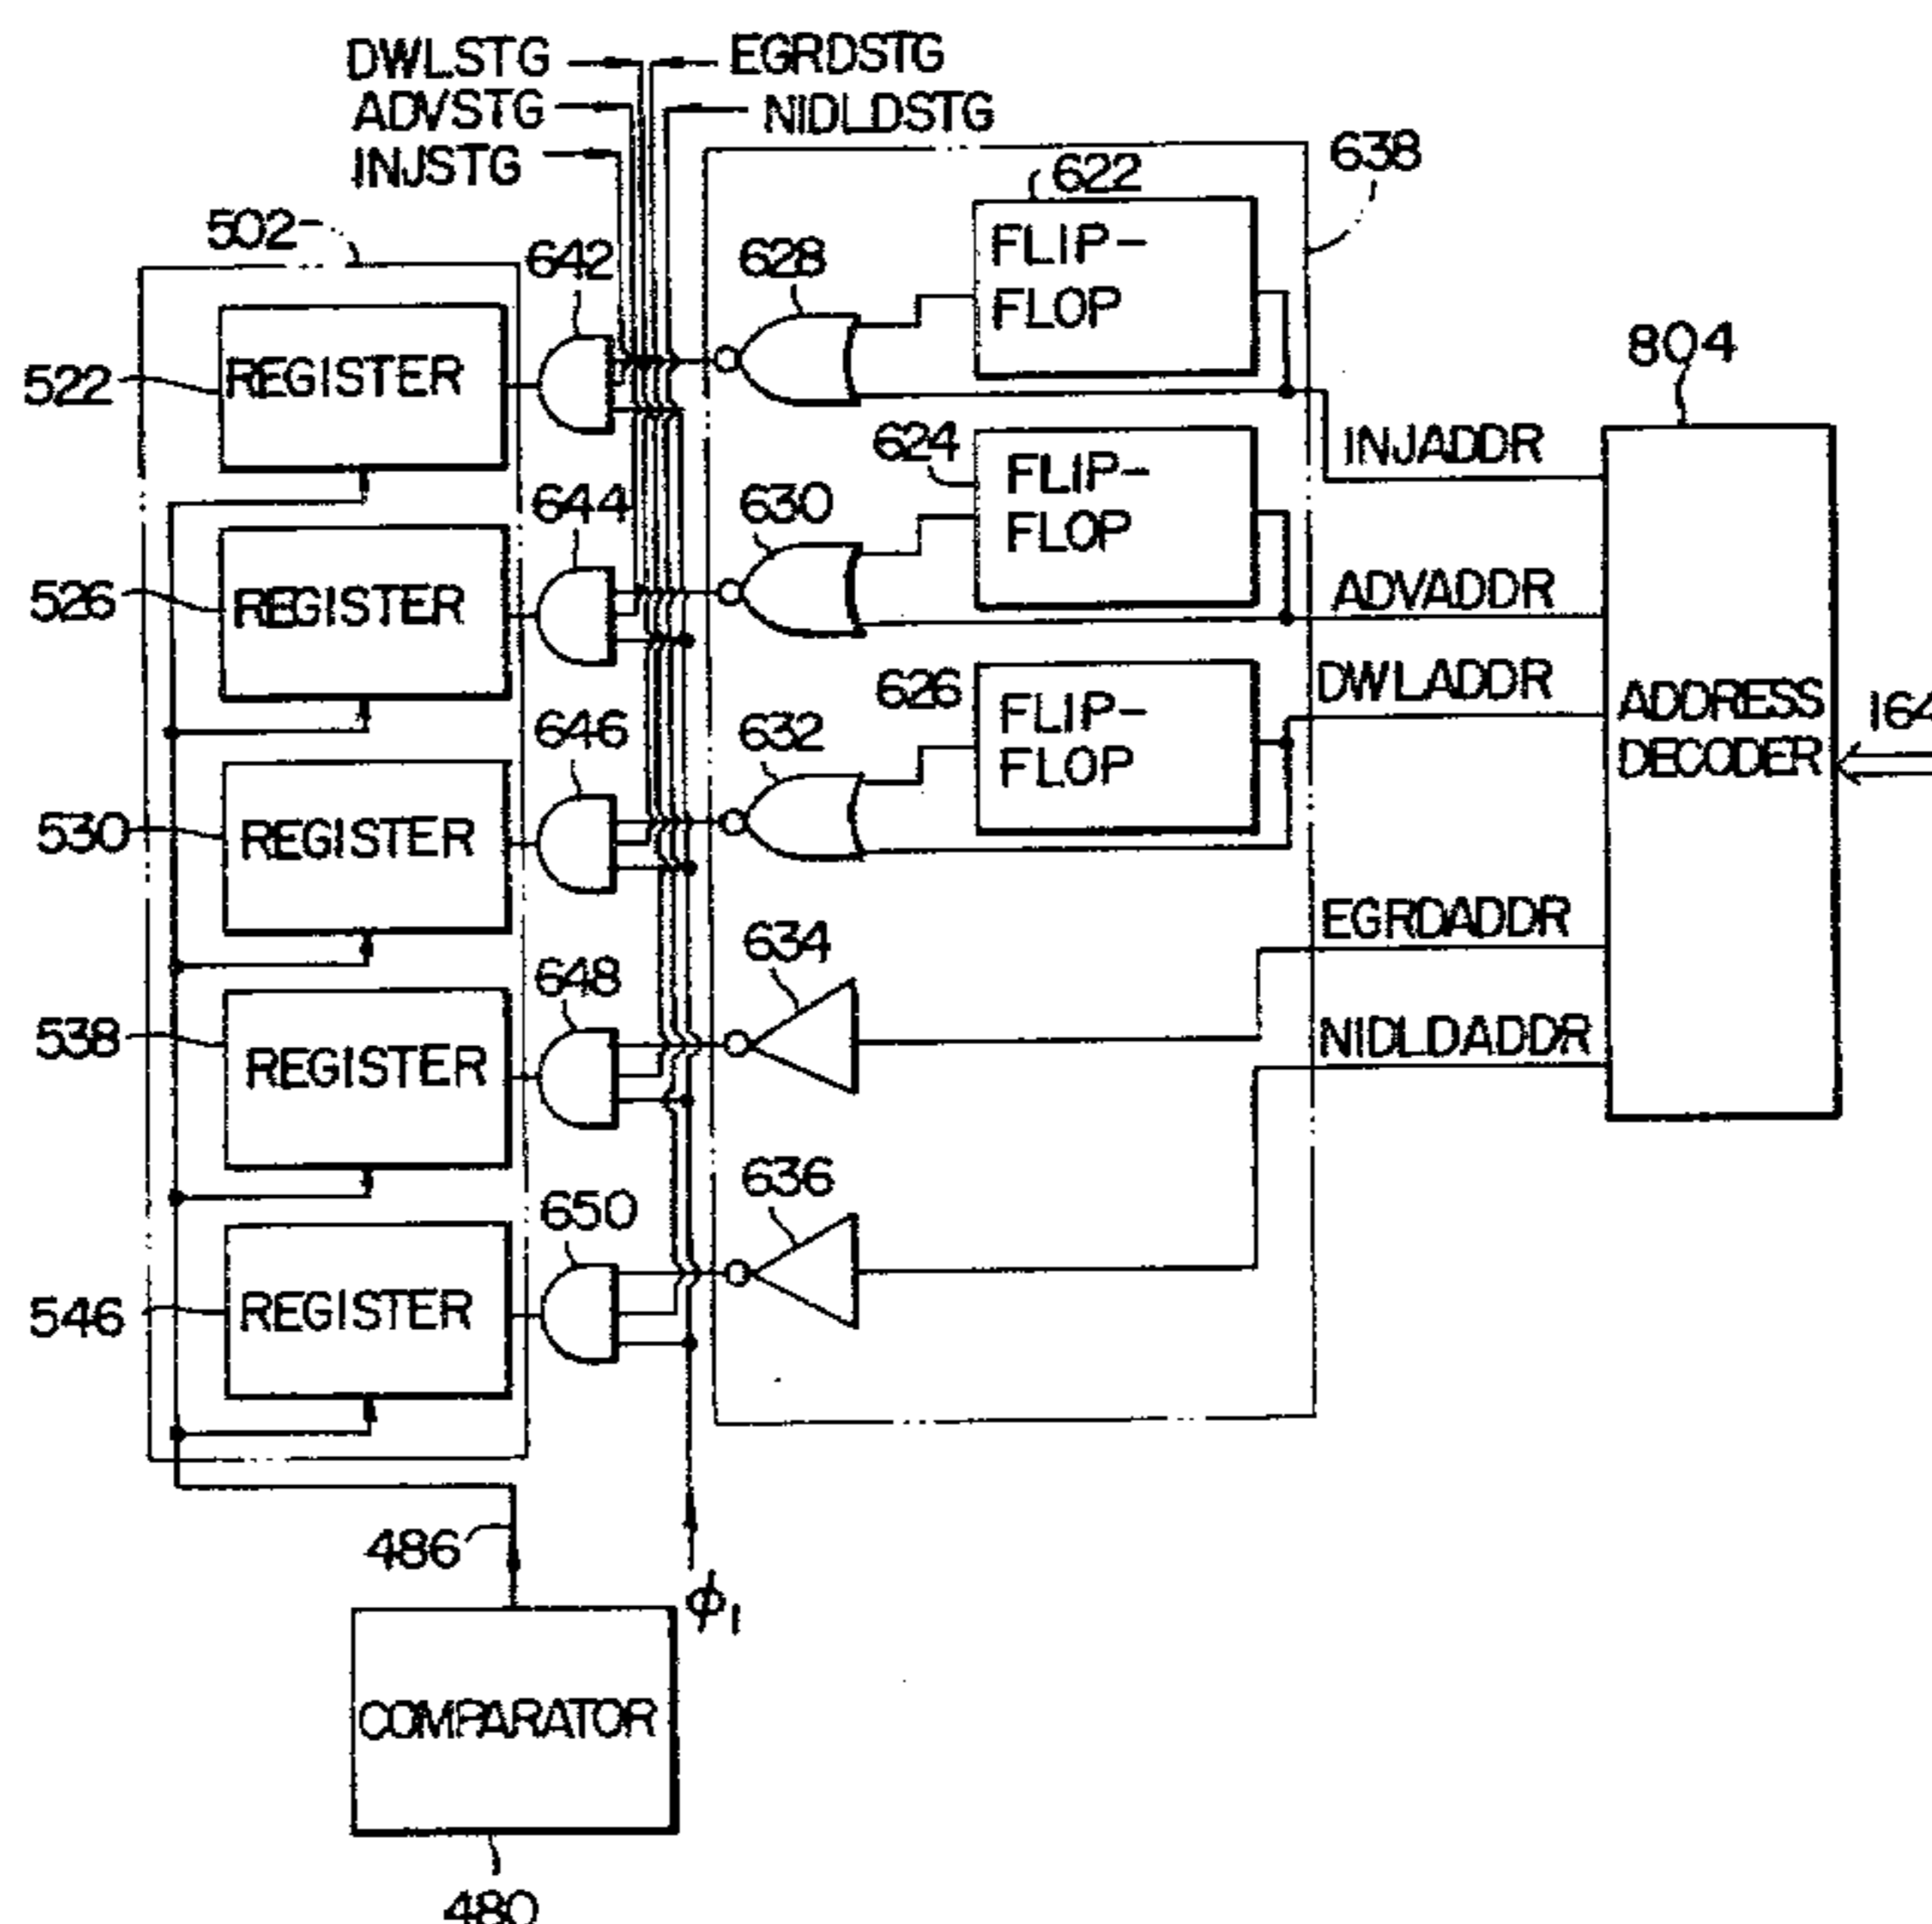 DWLSTG
EGRDSTG
ADVSTG
NIDLDSTG
INJSTG
638
622
502
642
628
FLIP-
FLOP
804
522
REGISTER
INJADDR
624
FLIP-
FLOP
644
630
526
REGISTER
ADVADDR
DWLADDR
626
FLIP-
FLOP
ADDRESS
DECODER
164
646
632
530
REGISTER
EGRDADDR
634
648
538
REGISTER
NIDLDADDR
636
650
546
REGISTER
486
ϕ1
COMPARATOR
480